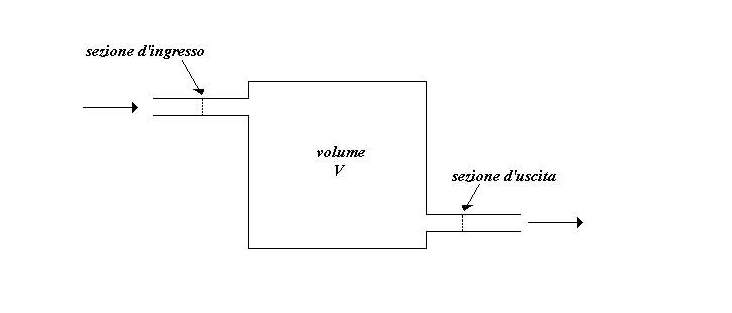 sezione d'ingresso
volume
V
sezione d'uscita